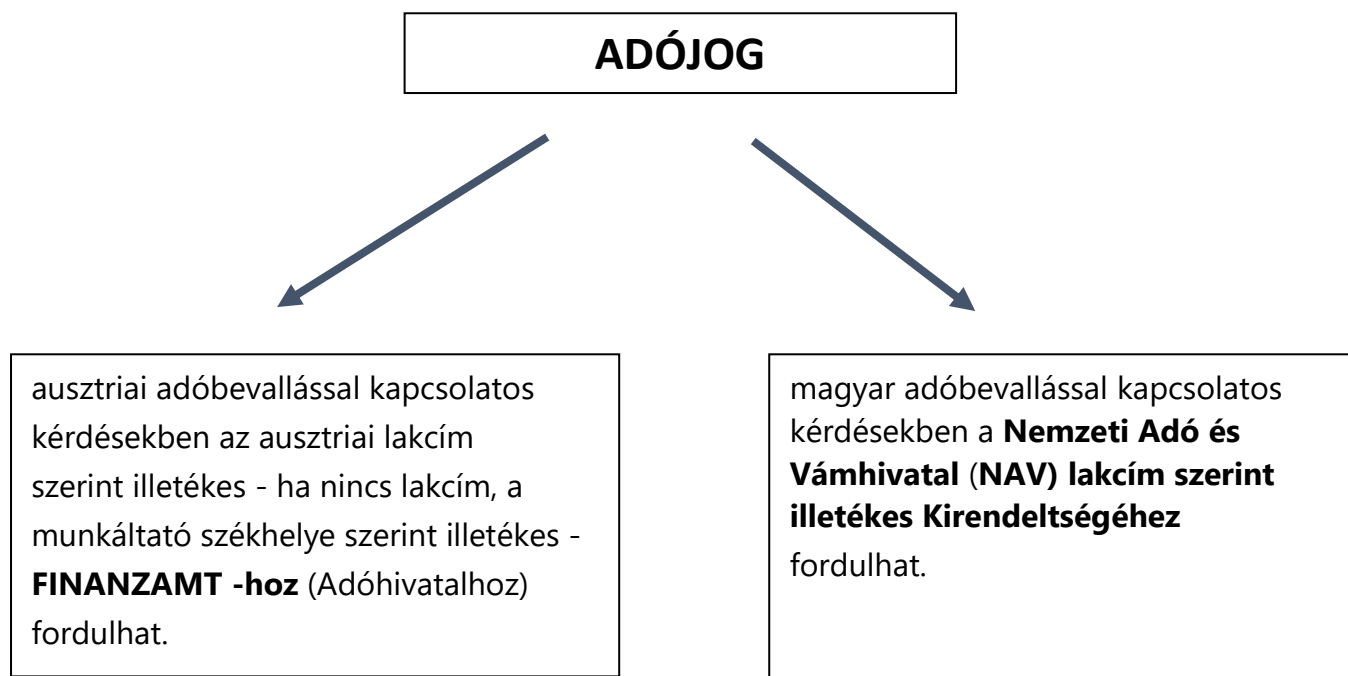 ADÓJOG
ausztriai adóbevallással kapcsolatos
kérdésekben az ausztriai lakcím
szerint illetékes - ha nincs lakcím, a
munkáltató székhelye szerint illetékes -
FINANZAMT -hoz (Adóhivatalhoz)
fordulhat.
magyar adóbevallással kapcsolatos
kérdésekben a Nemzeti Adó és
Vámhivatal (NAV) lakcím szerint
illetékes Kirendeltségéhez
fordulhat.